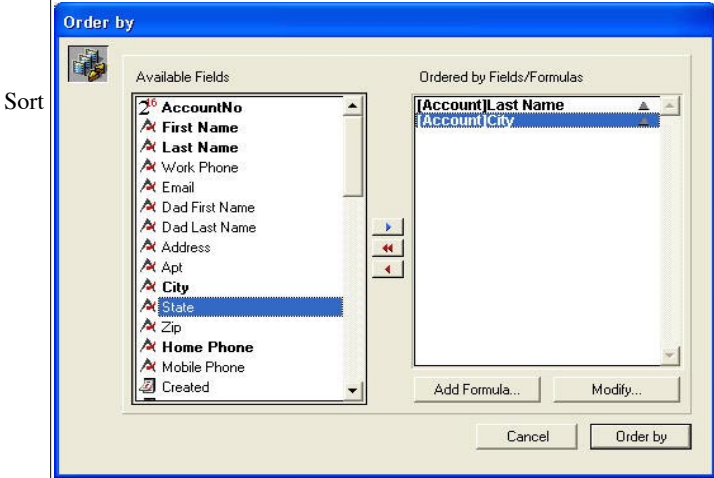 Order by
Sort
Available Fields
Ordered by Fields/Formulas
2¹⁶ AccountNo
First Name
Last Name
Work Phone
Email
Dad First Name
Dad Last Name
Address
Apt
City
State
Zip
Home Phone
Mobile Phone
Created
[Account]Last Name
[Account]City
Add Formula...
Modify...
Cancel
Order by